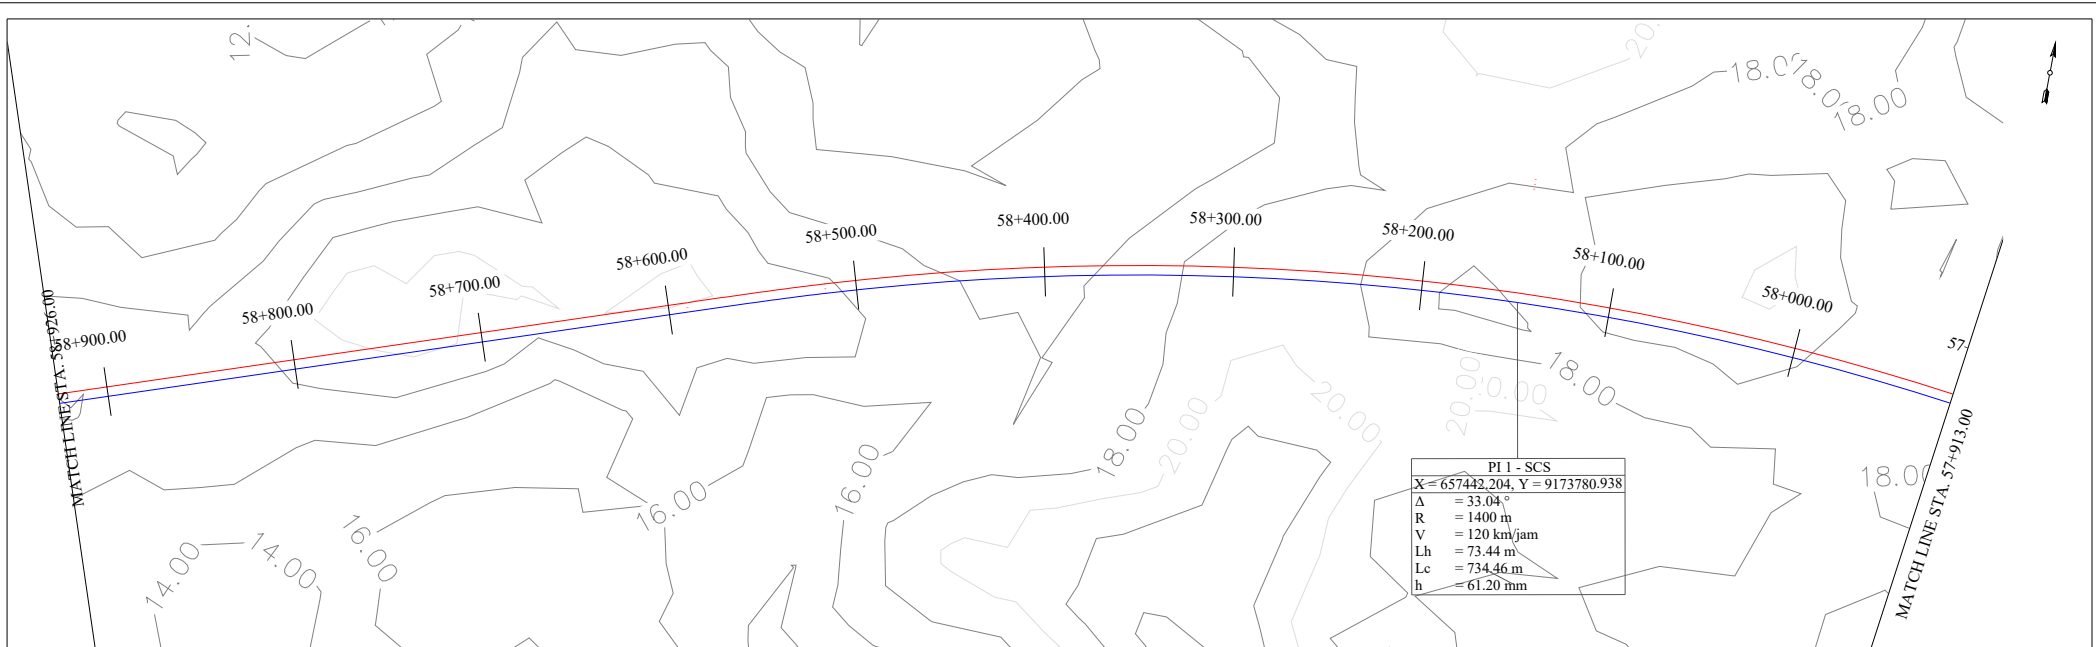 12.
20.
18.0
18.0
18.00
58+900.00
58+800.00
58+700.00
58+600.00
58+500.00
58+400.00
58+300.00
58+200.00
58+100.00
58+000.00
57
MATCH LINE STA. 58+926.00
MATCH LINE STA. 57+913.00
14.00
14.00
16.00
16.00
16.00
18.00
20.00
20.00
20.00
0.00
18.00
18.00
PI 1 - SCS
X = 657442.204, Y = 9173780.938
Δ = 33.04 °
R = 1400 m
V = 120 km/jam
Lh = 73.44 m
Lc = 734.46 m
h = 61.20 mm